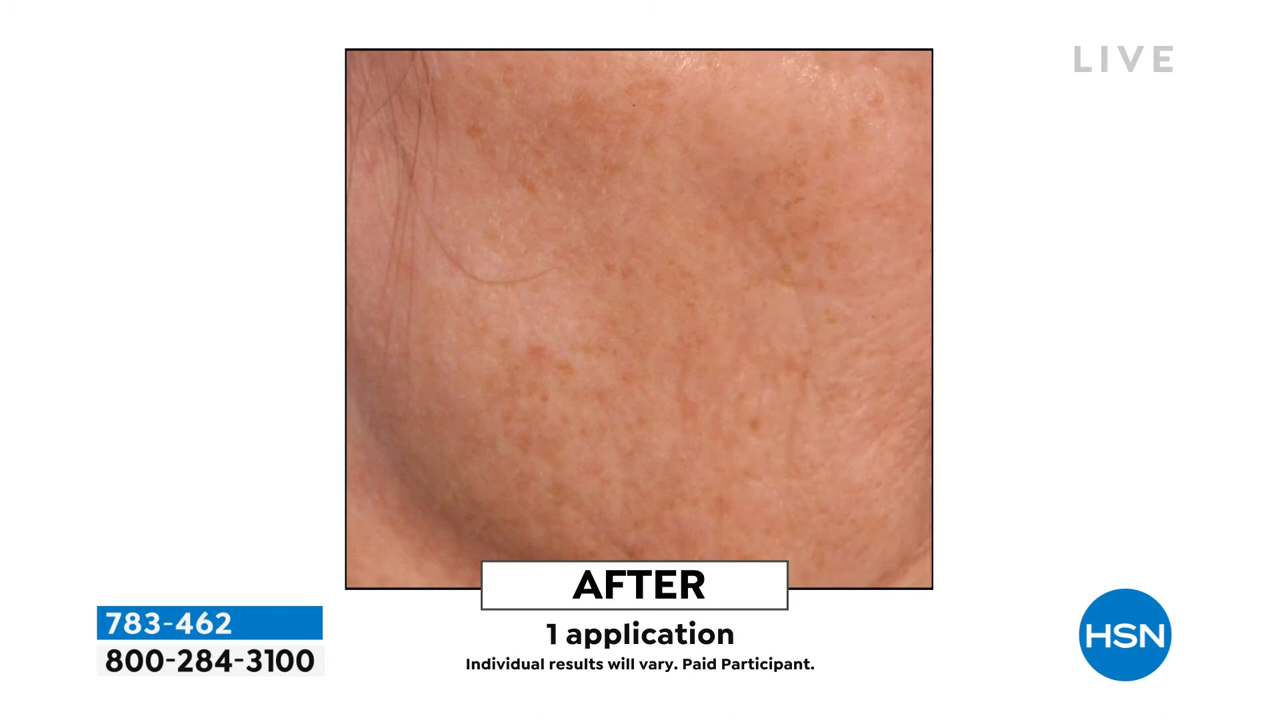 LIVE
AFTER
1 application
Individual results will vary. Paid Participant.
783-462
800-284-3100
HSN